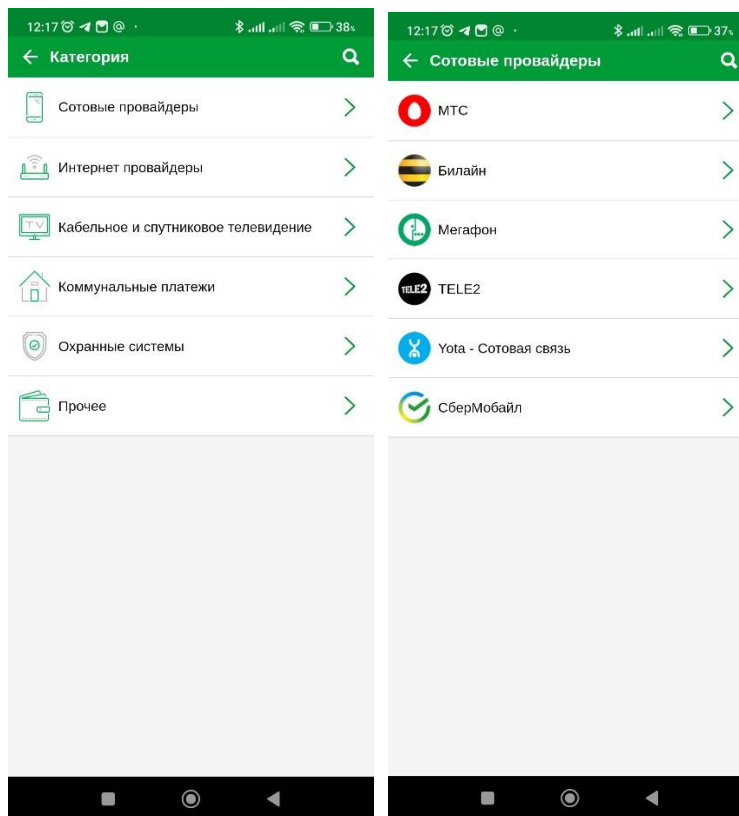 12:17 @ 38%
Категория
Сотовые провайдеры
Интернет провайдеры
TV
Кабельное и спутниковое телевидение
Коммунальные платежи
Охранные системы
Прочее
12:17 @ 37%
Сотовые провайдеры
МТС
Билайн
Мегафон
TELE2
TELE2
Yota - Сотовая связь
СберМобайл